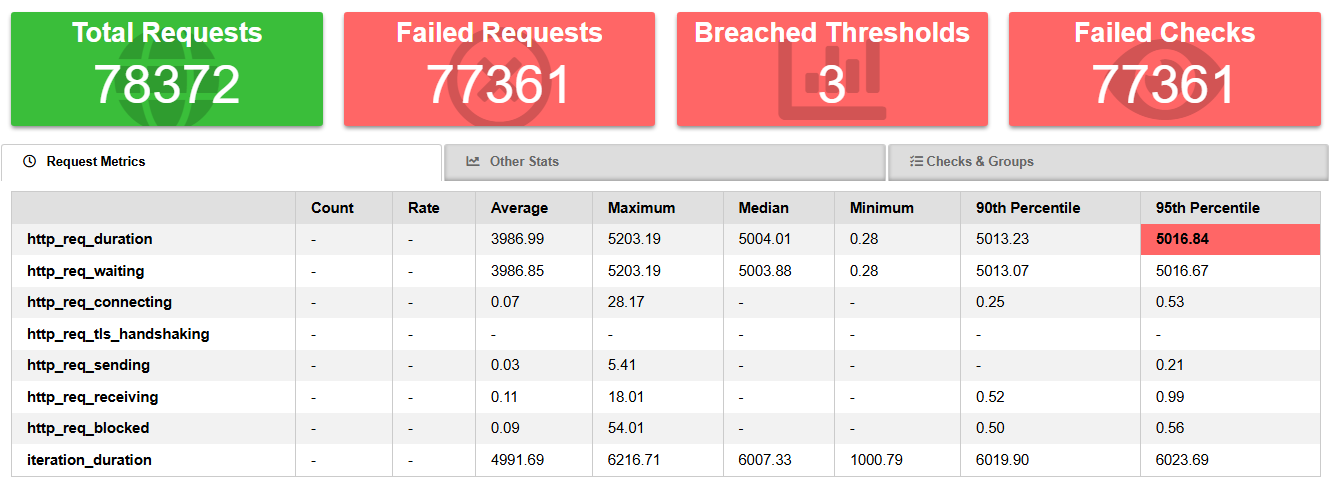 Total Requests Failed Requests Breached Thresholds Failed Checks
78372 77361 3 77361
Request Metrics Other Stats Checks & Groups
Count Rate Average Maximum Median Minimum 90th Percentile 95th Percentile
http_req_duration - - 3986.99 5203.19 5004.01 0.28 5013.23 5016.84
http_req_waiting - - 3986.85 5203.19 5003.88 0.28 5013.07 5016.67
http_req_connecting - - 0.07 28.17 - - 0.25 0.53
http_req_tls_handshaking - - - - - - - -
http_req_sending - - 0.03 5.41 - - - 0.21
http_req_receiving - - 0.11 18.01 - - 0.52 0.99
http_req_blocked - - 0.09 54.01 - - 0.50 0.56
iteration_duration - - 4991.69 6216.71 6007.33 1000.79 6019.90 6023.69